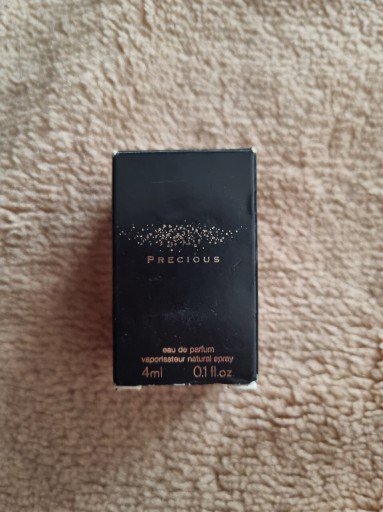 PRECIOUS
eau de parfum
vaporisateur natural spray
4ml 0.1 fl.oz